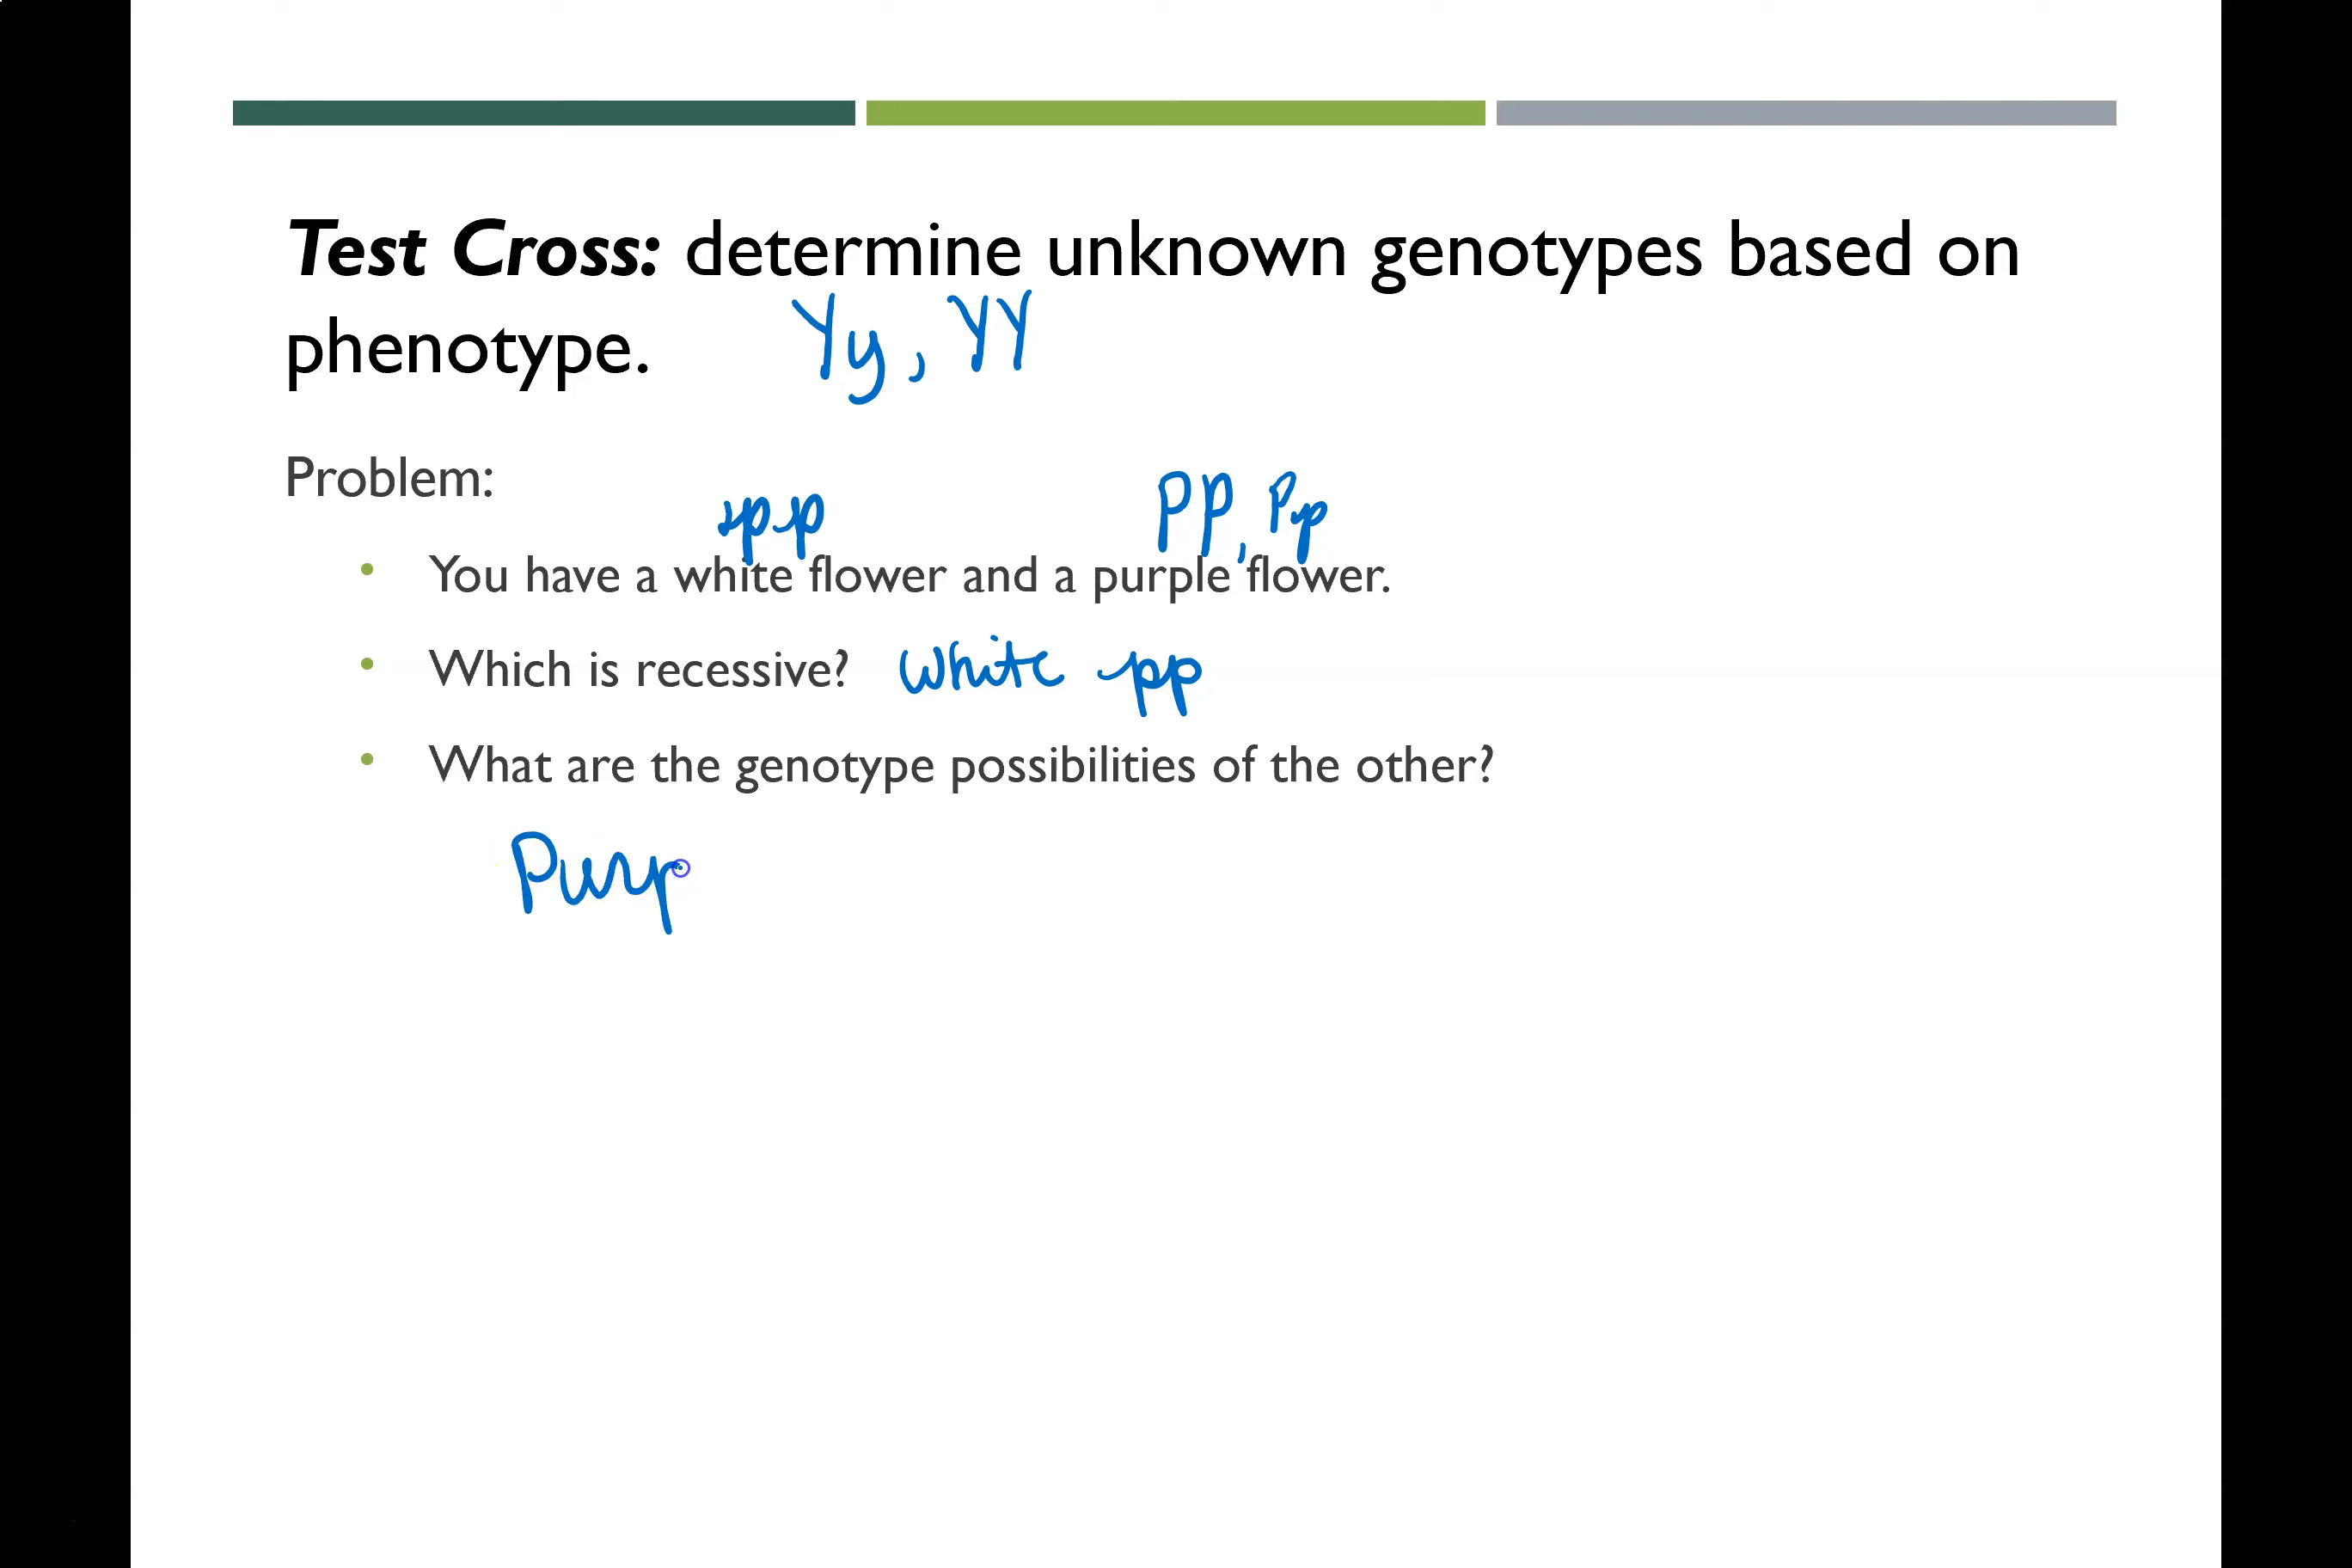 Test Cross: determine unknown genotypes based on
phenotype.
Yy, YY
Problem:
pp
PP, Pp
You have a white flower and a purple flower.
Which is recessive? white pp
What are the genotype possibilities of the other?
Purp